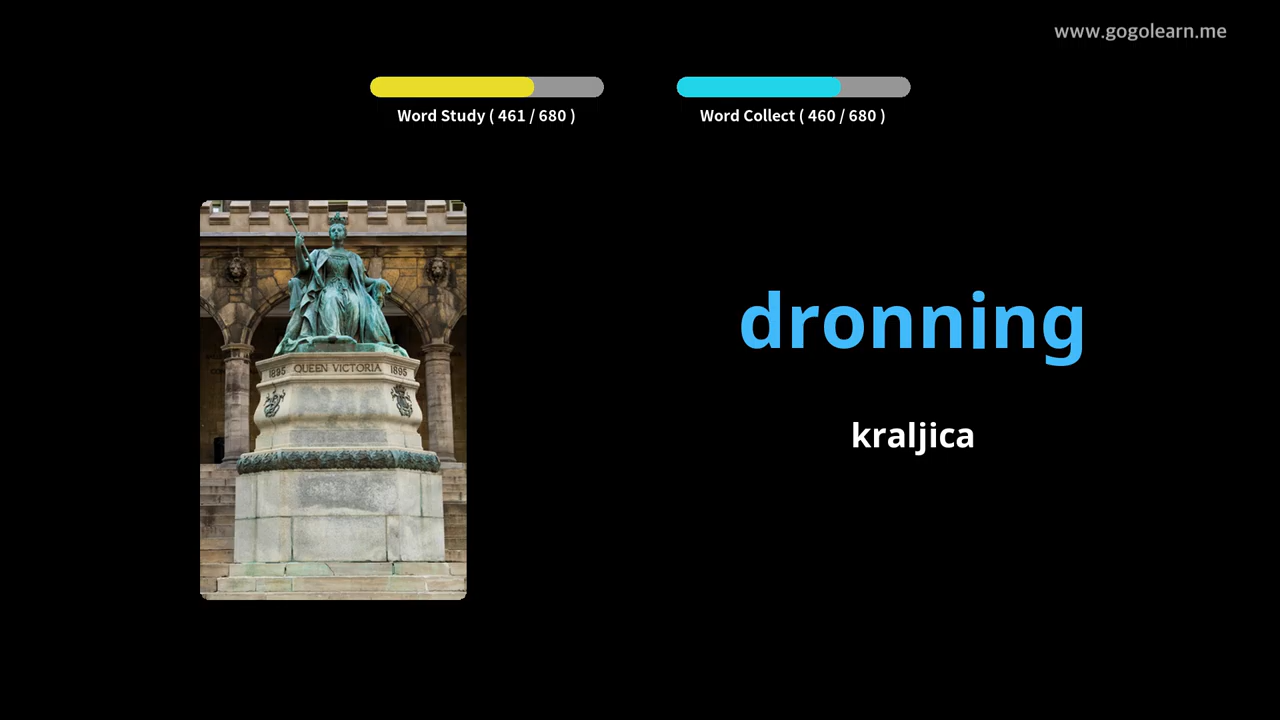 www.gogolearn.me
Word Study ( 461 / 680 )
Word Collect ( 460 / 680 )
1895 QUEEN VICTORIA 1895
dronning
kraljica